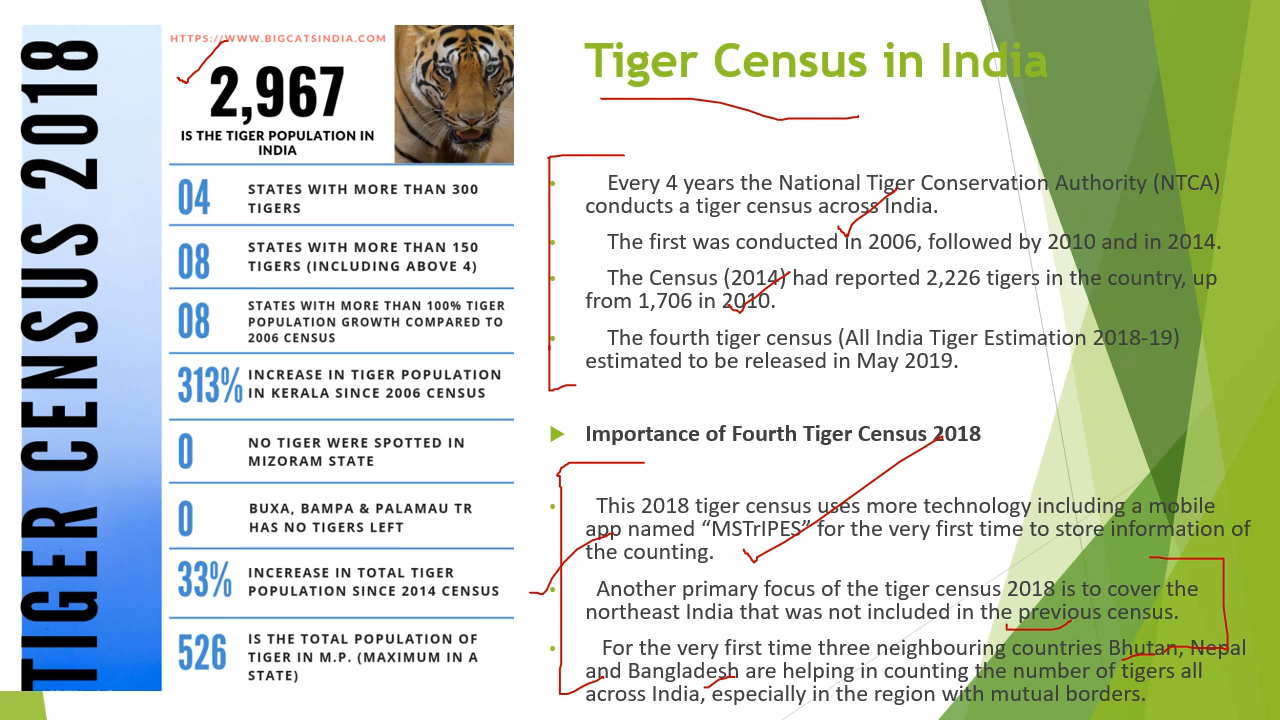 TIGER CENSUS 2018
HTTPS://WWW.BIGCATSINDIA.COM
2,967
IS THE TIGER POPULATION IN
INDIA
04
STATES WITH MORE THAN 300
TIGERS
08
STATES WITH MORE THAN 150
TIGERS (INCLUDING ABOVE 4)
08
STATES WITH MORE THAN 100% TIGER
POPULATION GROWTH COMPARED TO
2006 CENSUS
313%
INCREASE IN TIGER POPULATION
IN KERALA SINCE 2006 CENSUS
0
NO TIGER WERE SPOTTED IN
MIZORAM STATE
0
BUXA, BAMPA & PALAMAU TR
HAS NO TIGERS LEFT
33%
INCEREASE IN TOTAL TIGER
POPULATION SINCE 2014 CENSUS
526
IS THE TOTAL POPULATION OF
TIGER IN M.P. (MAXIMUM IN A
STATE)
Tiger Census in India
Every 4 years the National Tiger Conservation Authority (NTCA)
conducts a tiger census across India.
The first was conducted in 2006, followed by 2010 and in 2014.
The Census (2014) had reported 2,226 tigers in the country, up
from 1,706 in 2010.
The fourth tiger census (All India Tiger Estimation 2018-19)
estimated to be released in May 2019.
Importance of Fourth Tiger Census 2018
This 2018 tiger census uses more technology including a mobile
app named “MSTrIPES” for the very first time to store information of
the counting.
Another primary focus of the tiger census 2018 is to cover the
northeast India that was not included in the previous census.
For the very first time three neighbouring countries Bhutan, Nepal
and Bangladesh are helping in counting the number of tigers all
across India, especially in the region with mutual borders.